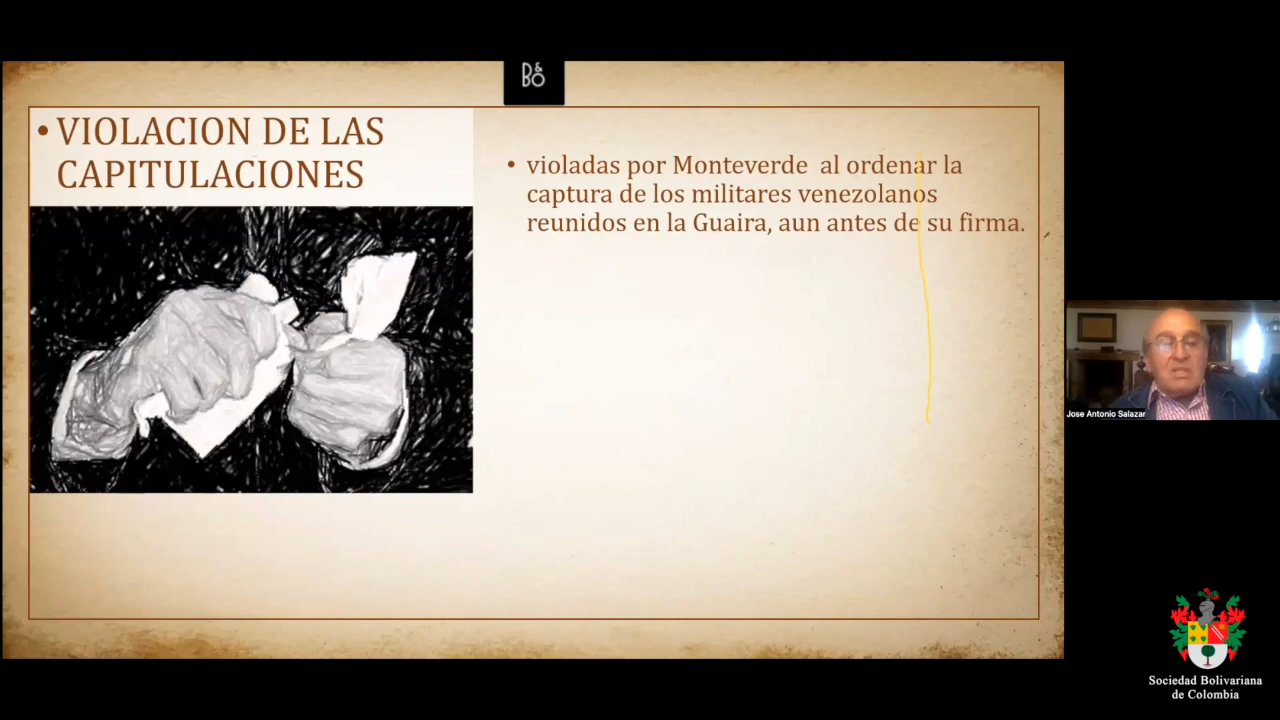 B&O
• VIOLACION DE LAS
CAPITULACIONES
• violadas por Monteverde al ordenar la
captura de los militares venezolanos
reunidos en la Guaira, aun antes de su firma.
Jose Antonio Salazar
Sociedad Bolivariana
de Colombia